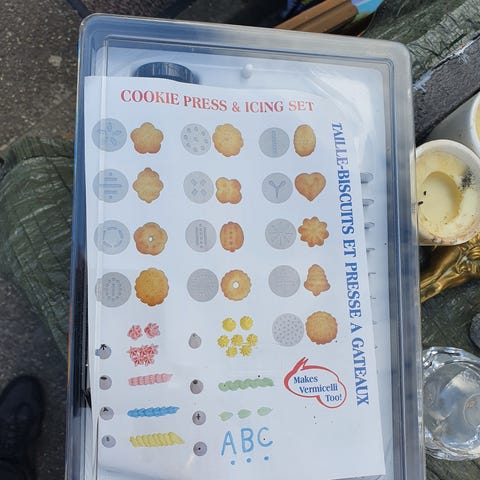 COOKIE PRESS & ICING SET
TAILLE-BISCUITS ET PRESSE A GATEAUX
Makes
Vermicelli
Too!
ABC